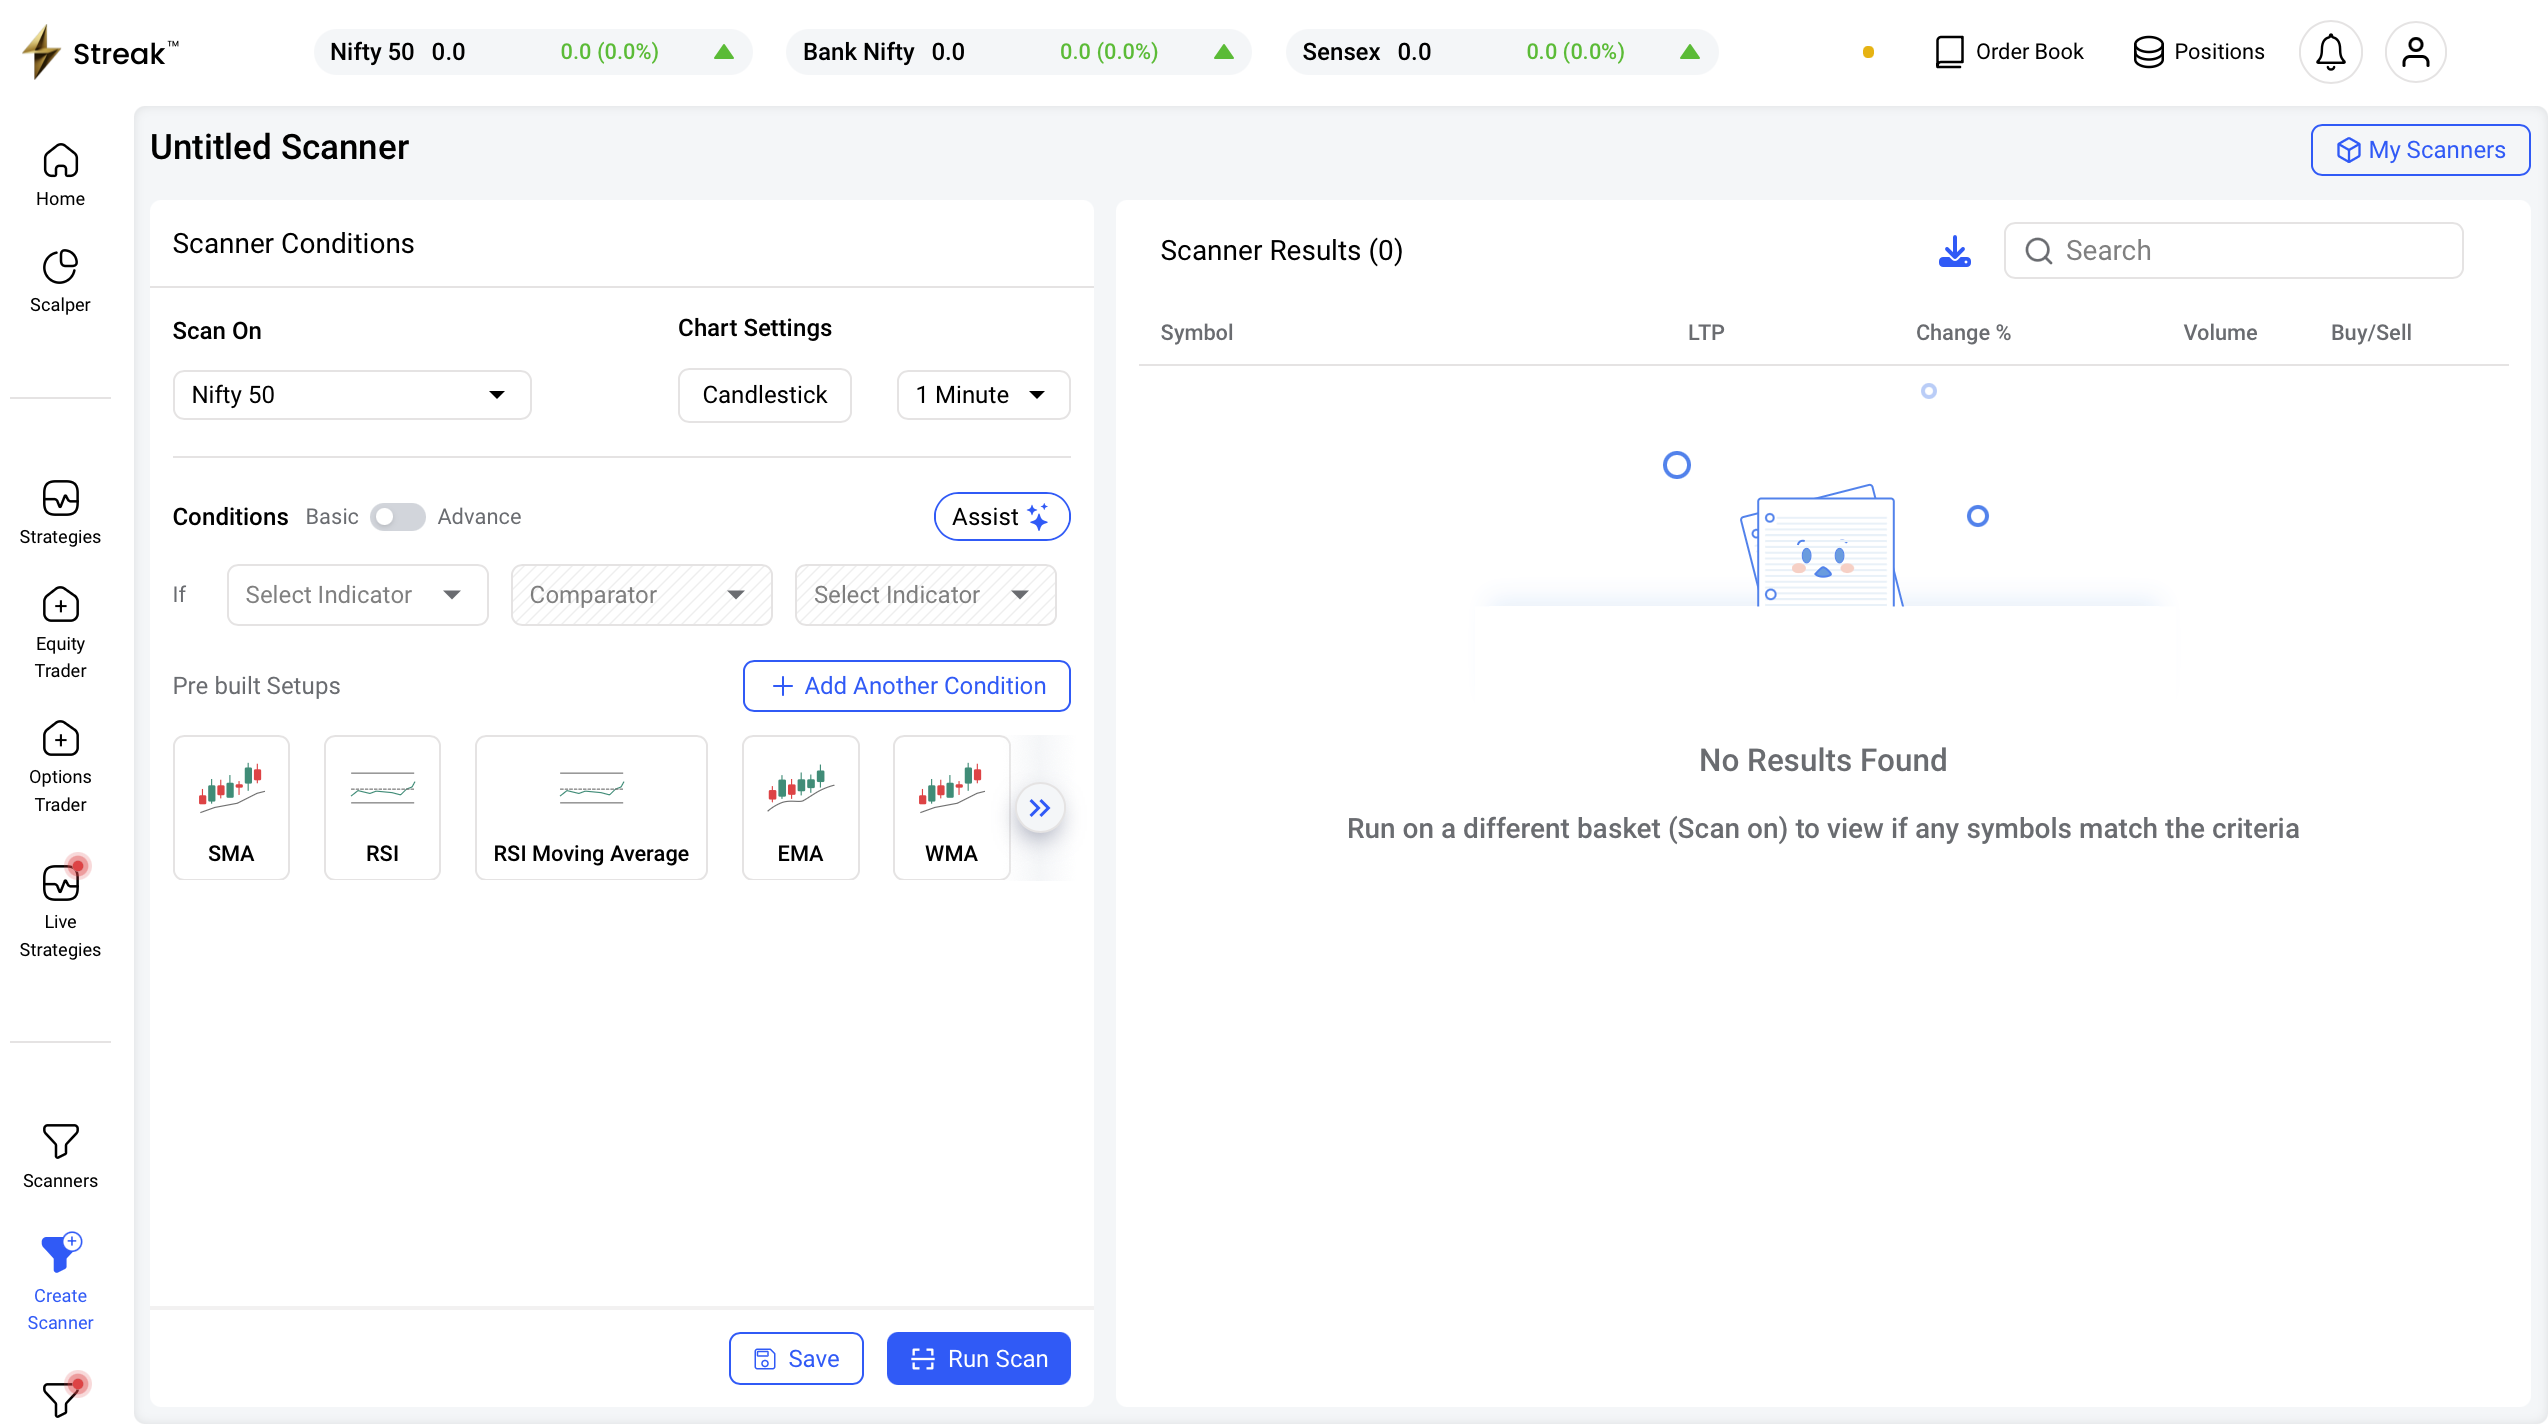 Streak™
Nifty 50 0.0 0.0 (0.0%)
Bank Nifty 0.0 0.0 (0.0%)
Sensex 0.0 0.0 (0.0%)
Order Book
Positions
Home
Scalper
Strategies
Equity
Trader
Options
Trader
Live
Strategies
Scanners
Create
Scanner
Untitled Scanner
My Scanners
Scanner Conditions
Scan On
Chart Settings
Nifty 50
Candlestick
1 Minute
Conditions Basic Advance
Assist
If Select Indicator Comparator Select Indicator
Pre built Setups
Add Another Condition
SMA
RSI
RSI Moving Average
EMA
WMA
Save
Run Scan
Scanner Results (0)
Search
Symbol LTP Change % Volume Buy/Sell
No Results Found
Run on a different basket (Scan on) to view if any symbols match the criteria